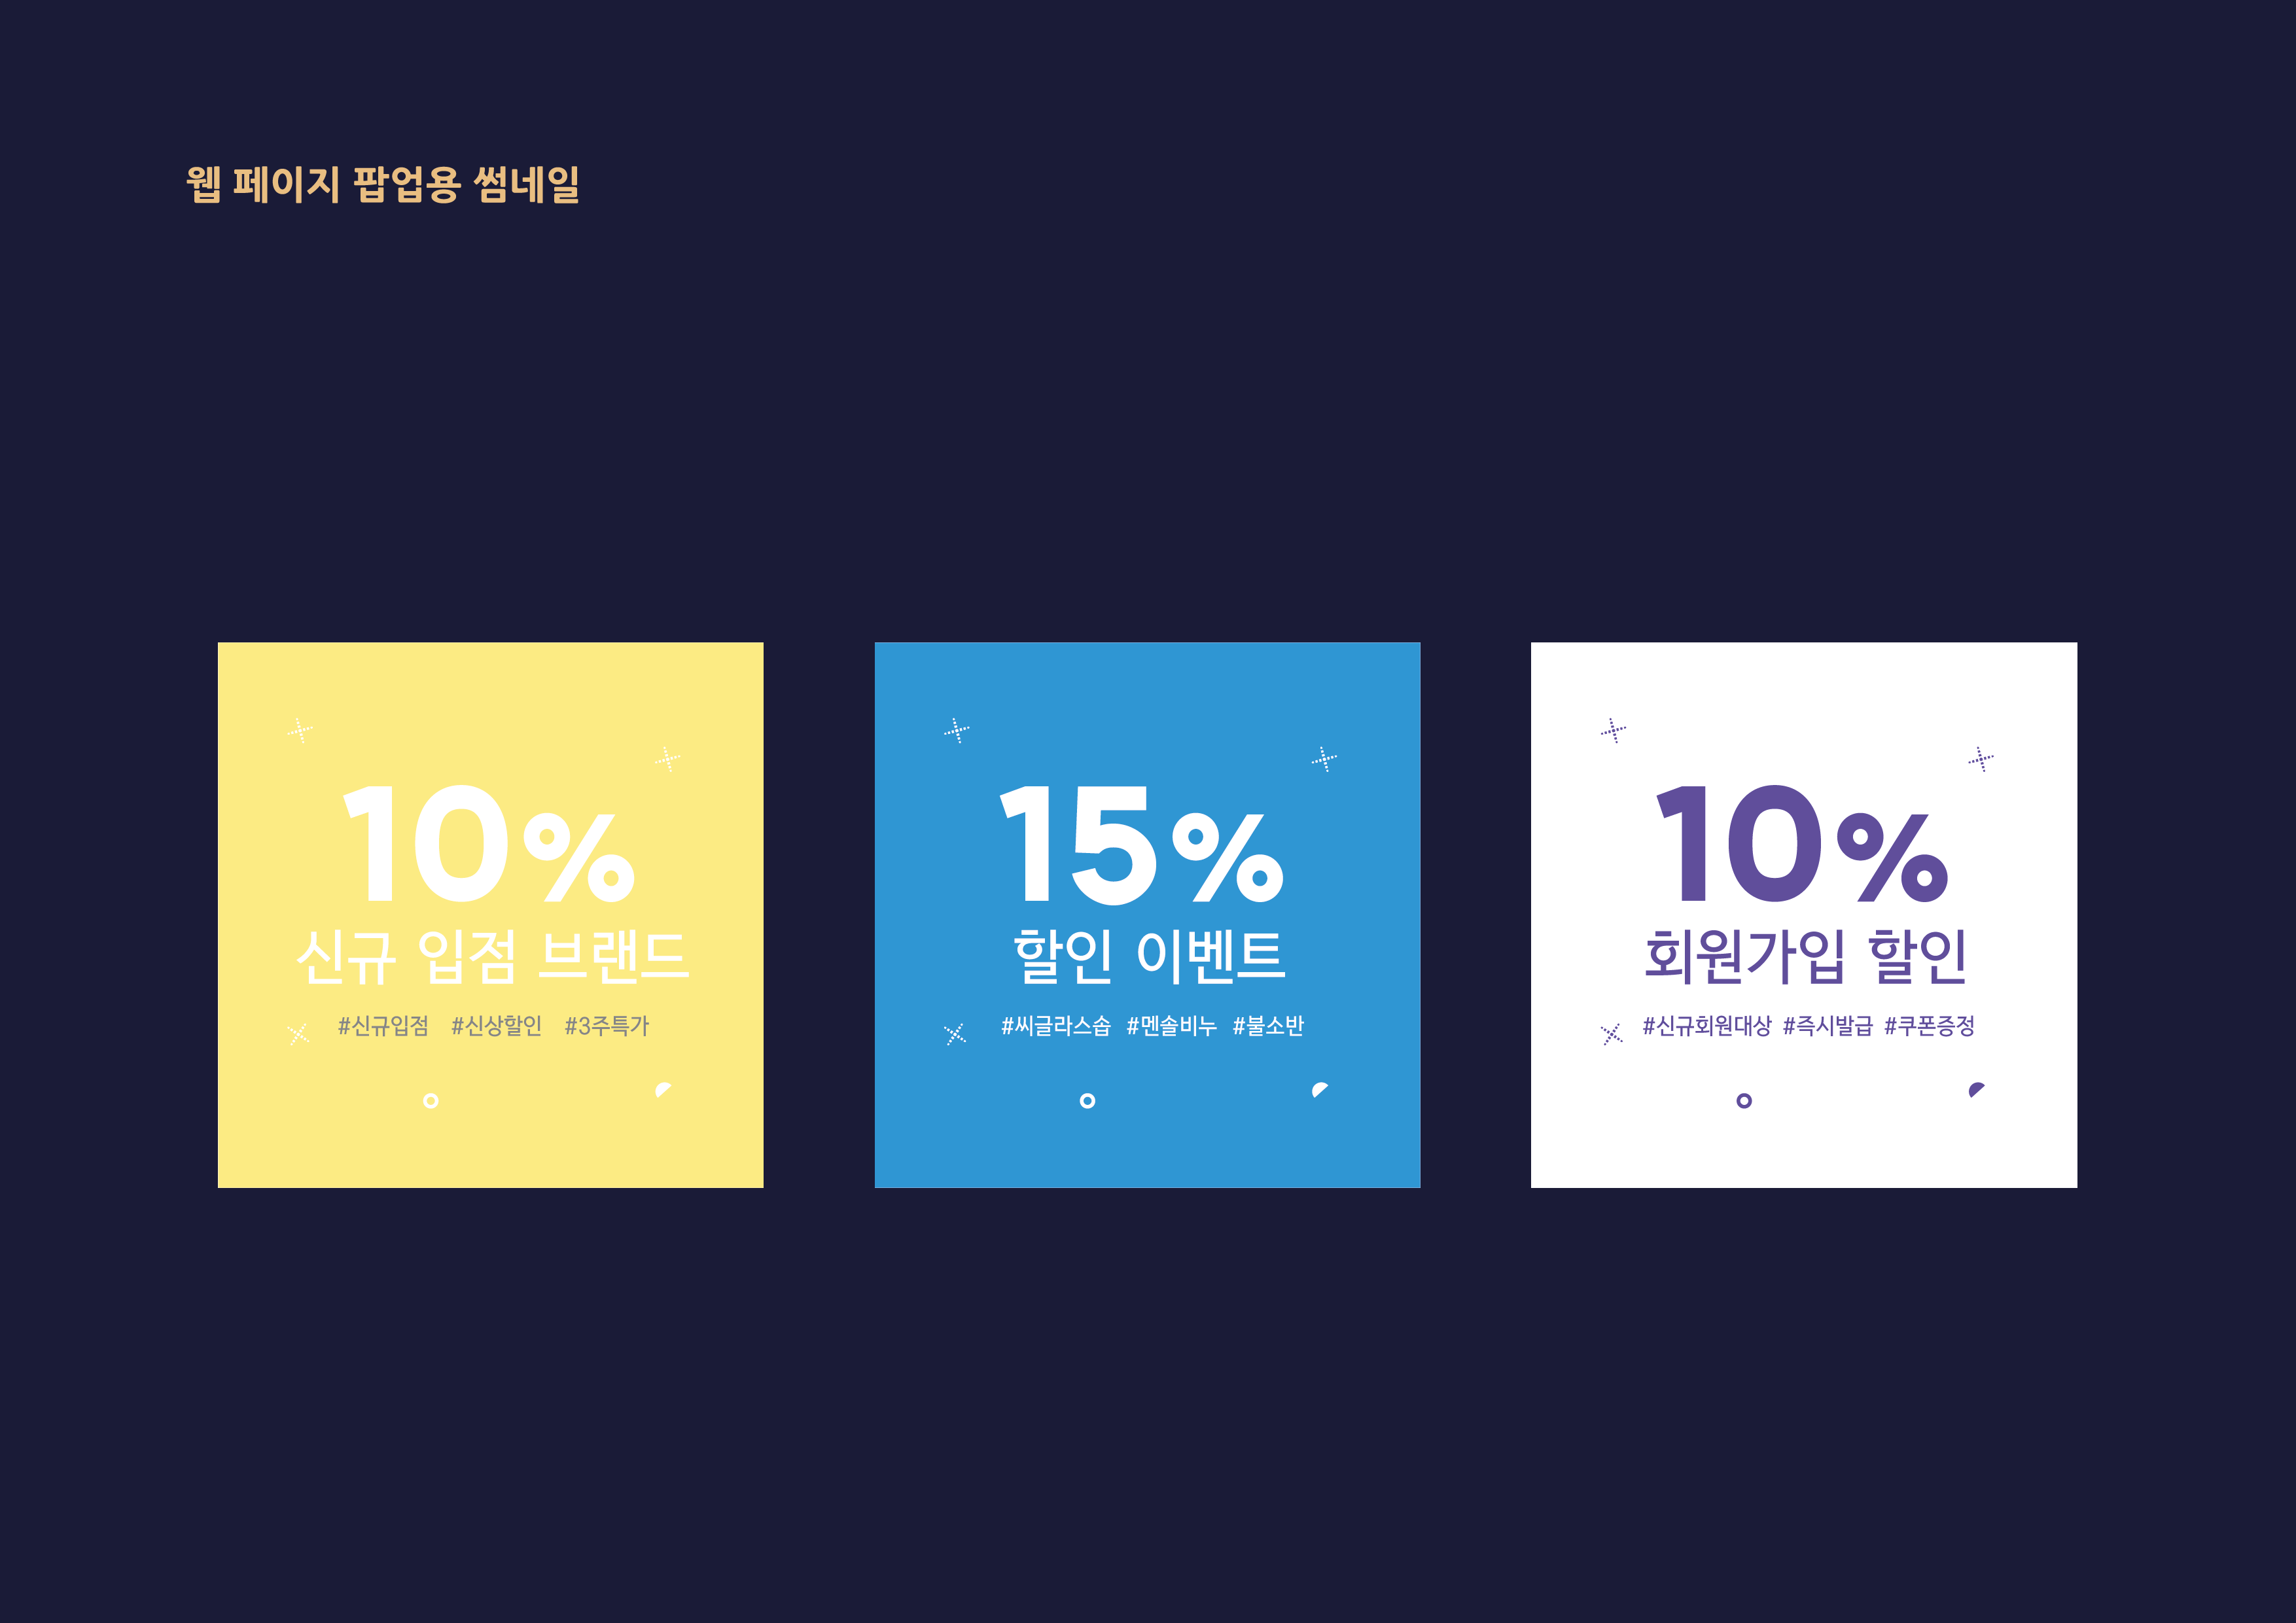 웹 페이지 팝업용 썸네일
10%
신규 입점 브랜드
#신규입점 #신상할인 #3주특가
15%
할인 이벤트
#씨글라스솝 #멘솔비누 #불소반
10%
회원가입 할인
#신규회원대상 #즉시발급 #쿠폰증정